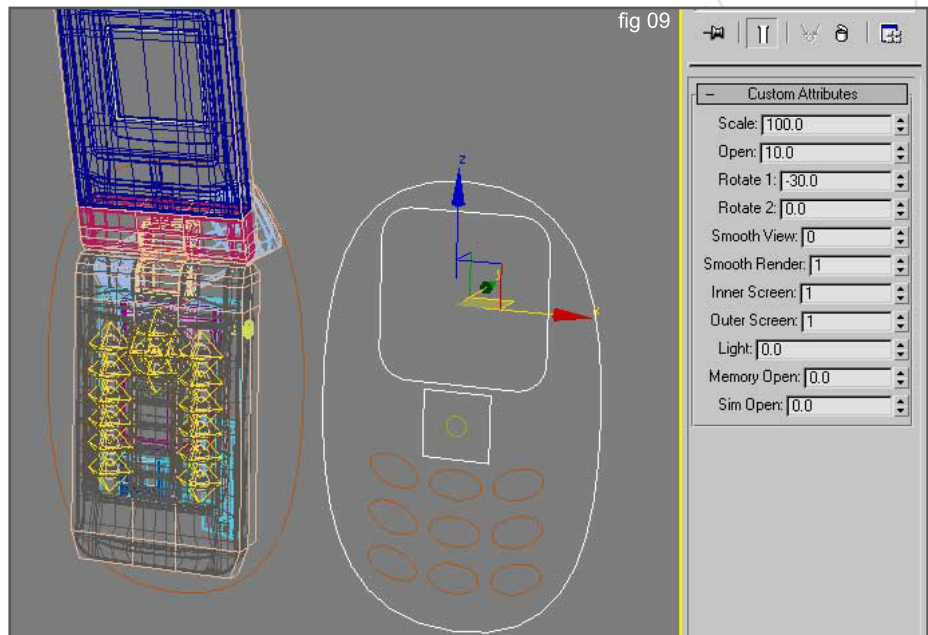 fig 09
z
x
Custom Attributes
Scale: 100.0
Open: 10.0
Rotate 1: -30.0
Rotate 2: 0.0
Smooth View: 0
Smooth Render: 1
Inner Screen: 1
Outer Screen: 1
Light: 0.0
Memory Open: 0.0
Sim Open: 0.0